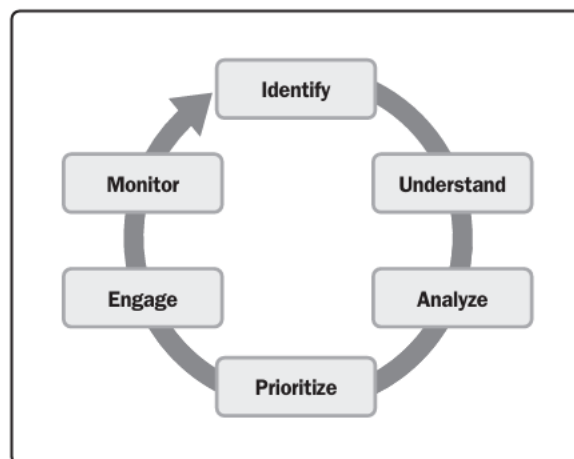 Identify
Understand
Analyze
Prioritize
Engage
Monitor